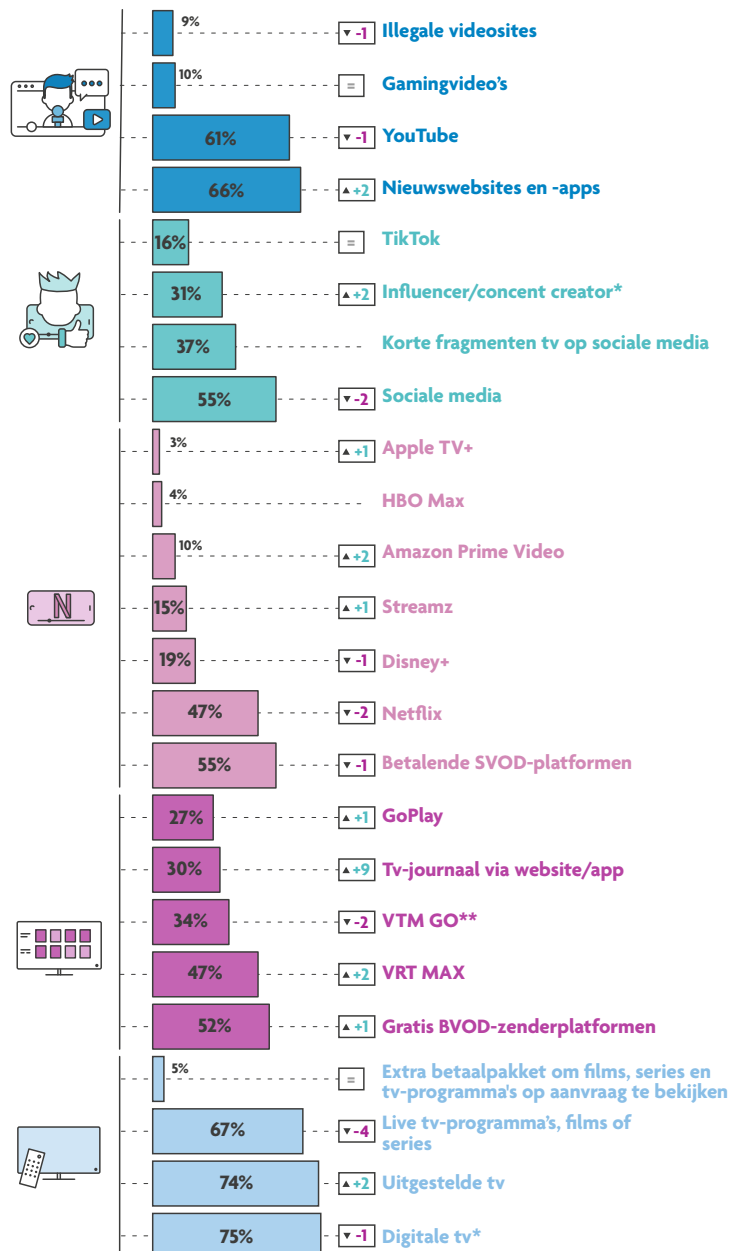 9% ▼ -1 Illegale videosites
10% = Gamingvideo's
61% ▼ -1 YouTube
66% ▲ +2 Nieuwswebsites en -apps
16% = TikTok
31% ▲ +2 Influencer/concent creator*
37% Korte fragmenten tv op sociale media
55% ▼ -2 Sociale media
3% ▲ +1 Apple TV+
4% HBO Max
10% ▲ +2 Amazon Prime Video
N 15% ▲ +1 Streamz
19% ▼ -1 Disney+
47% ▼ -2 Netflix
55% ▼ -1 Betalende SVOD-platformen
27% ▲ +1 GoPlay
30% ▲ +9 Tv-journaal via website/app
34% ▼ -2 VTM GO**
47% ▲ +2 VRT MAX
52% ▲ +1 Gratis BVOD-zenderplatformen
5% = Extra betaalpakket om films, series en
tv-programma's op aanvraag te bekijken
67% ▼ -4 Live tv-programma's, films of
series
74% ▲ +2 Uitgestelde tv
75% ▼ -1 Digitale tv*